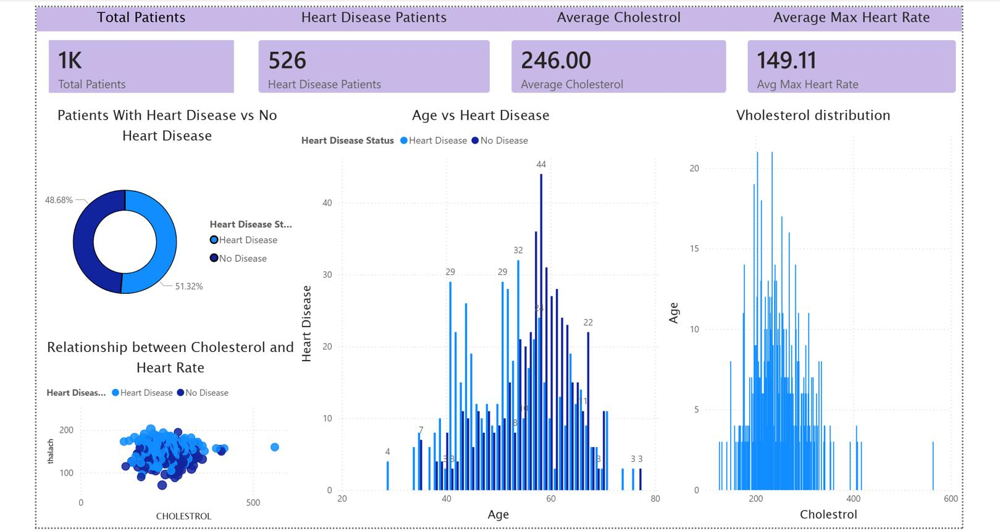 Total Patients
Heart Disease Patients
Average Cholestrol
Average Max Heart Rate
1K
Total Patients
526
Heart Disease Patients
246.00
Average Cholesterol
149.11
Avg Max Heart Rate
Patients With Heart Disease vs No
Heart Disease
48.68%
51.32%
Heart Disease St...
Heart Disease
No Disease
Relationship between Cholesterol and
Heart Rate
Heart Diseas... Heart Disease No Disease
thalach
200
100
0 500
CHOLESTROL
Age vs Heart Disease
Heart Disease Status Heart Disease No Disease
Heart Disease
40
30
20
10
0
44
32
29 29
24
22
11
10
8
7
4
3 3
20 40 60 80
Age
Vholesterol distribution
Age
20
15
10
5
0
200 400 600
Cholestrol